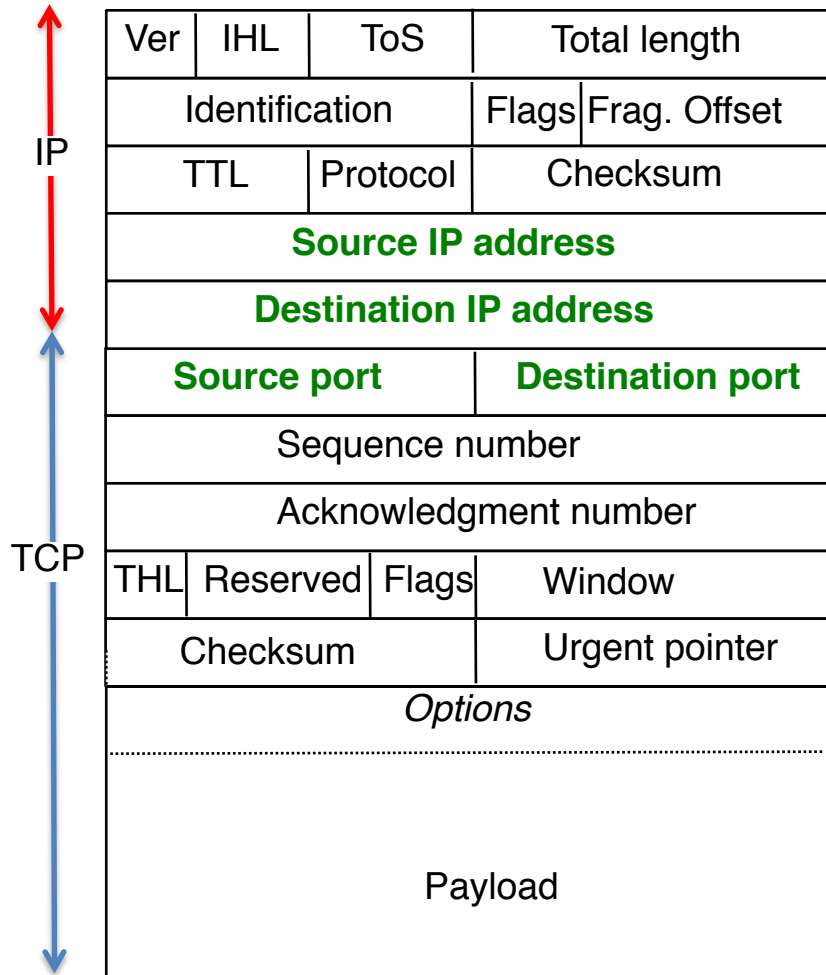 Ver IHL ToS Total length
Identification Flags Frag. Offset
IP
TTL Protocol Checksum
Source IP address
Destination IP address
Source port Destination port
Sequence number
Acknowledgment number
TCP
THL Reserved Flags Window
Checksum Urgent pointer
Options
Payload